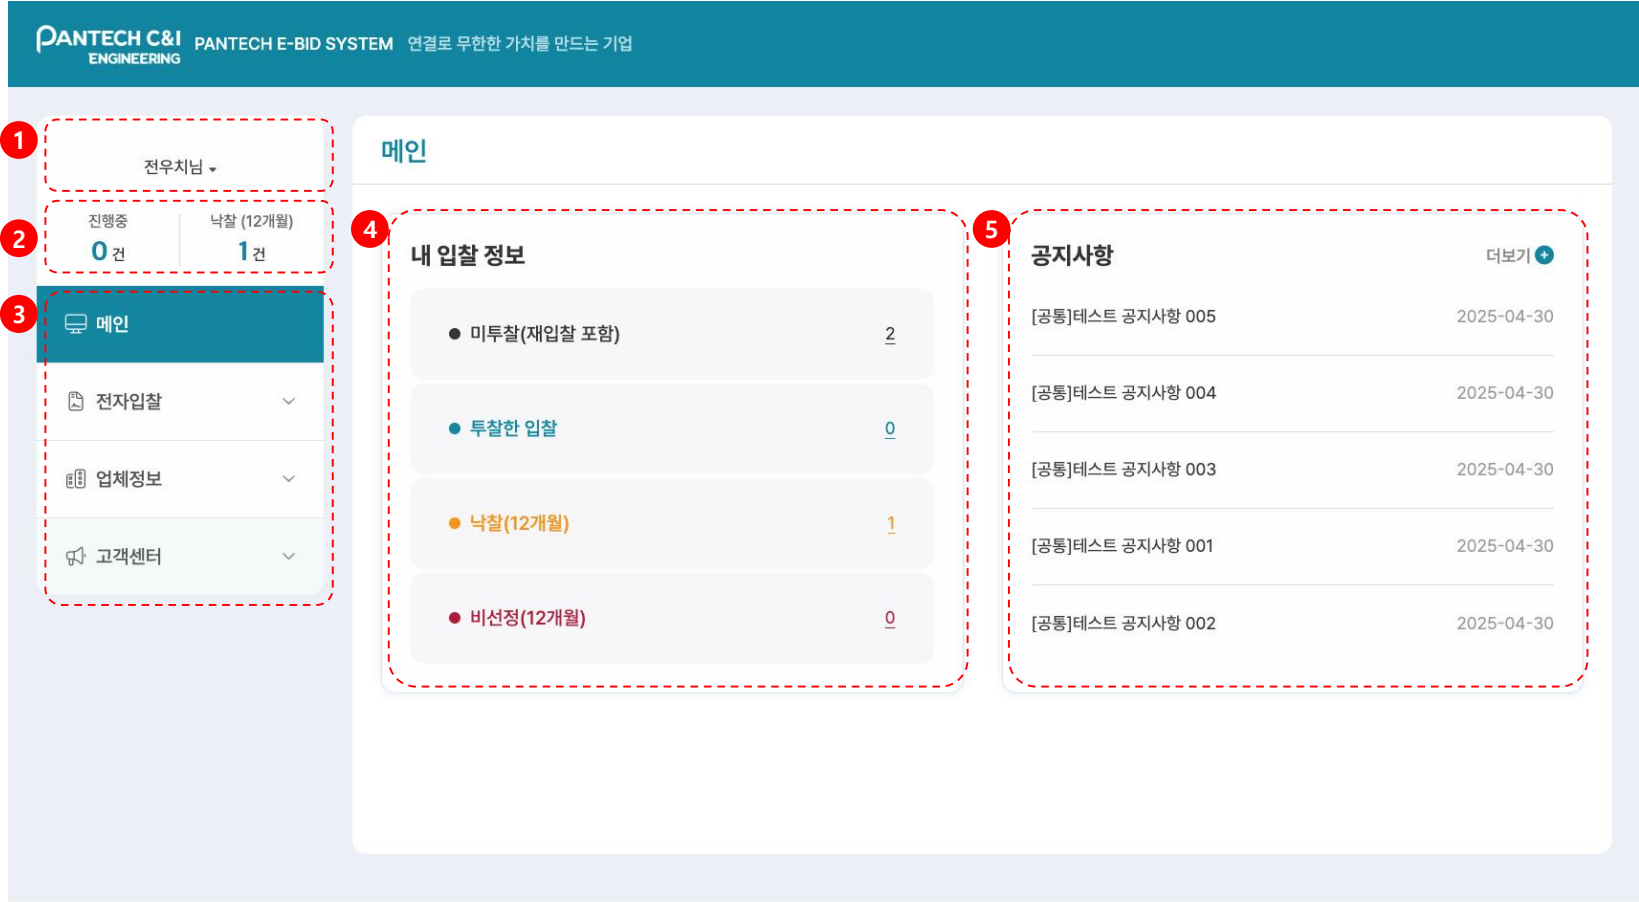 PANTECH C&I
ENGINEERING
PANTECH E-BID SYSTEM 연결로 무한한 가치를 만드는 기업
1
전우치님
2
진행중 낙찰 (12개월)
0 건 1 건
3
메인
전자입찰
업체정보
고객센터
메인
4
내 입찰 정보
미투찰(재입찰 포함) 2
투찰한 입찰 0
낙찰(12개월) 1
비선정(12개월) 0
5
공지사항 더보기 +
[공통]테스트 공지사항 005 2025-04-30
[공통]테스트 공지사항 004 2025-04-30
[공통]테스트 공지사항 003 2025-04-30
[공통]테스트 공지사항 001 2025-04-30
[공통]테스트 공지사항 002 2025-04-30